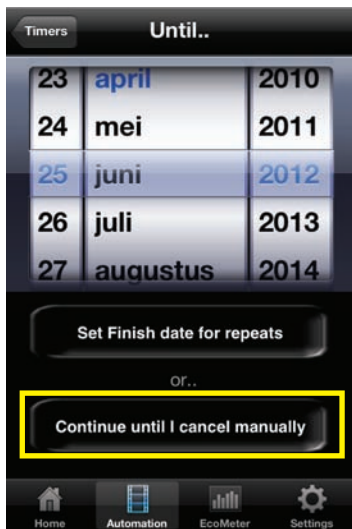 Timers Until..
23 april 2010
24 mei 2011
25 juni 2012
26 juli 2013
27 augustus 2014
Set Finish date for repeats
or..
Continue until I cancel manually
Home Automation EcoMeter Settings